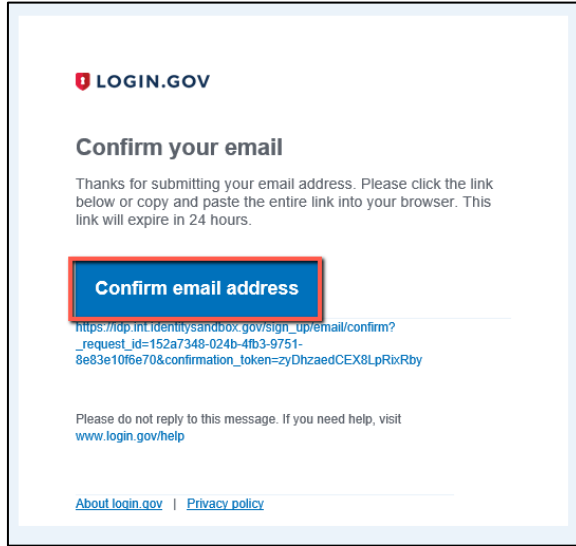 LOGIN.GOV
Confirm your email
Thanks for submitting your email address. Please click the link
below or copy and paste the entire link into your browser. This
link will expire in 24 hours.
Confirm email address
https://idp.int.identitysandbox.gov/sign_up/email/confirm?
_request_id=152a7348-024b-4fb3-9751-
8e83e10f6e70&confirmation_token=zyDhzaedCEX8LpRixRby
Please do not reply to this message. If you need help, visit
www.login.gov/help
About login.gov | Privacy policy